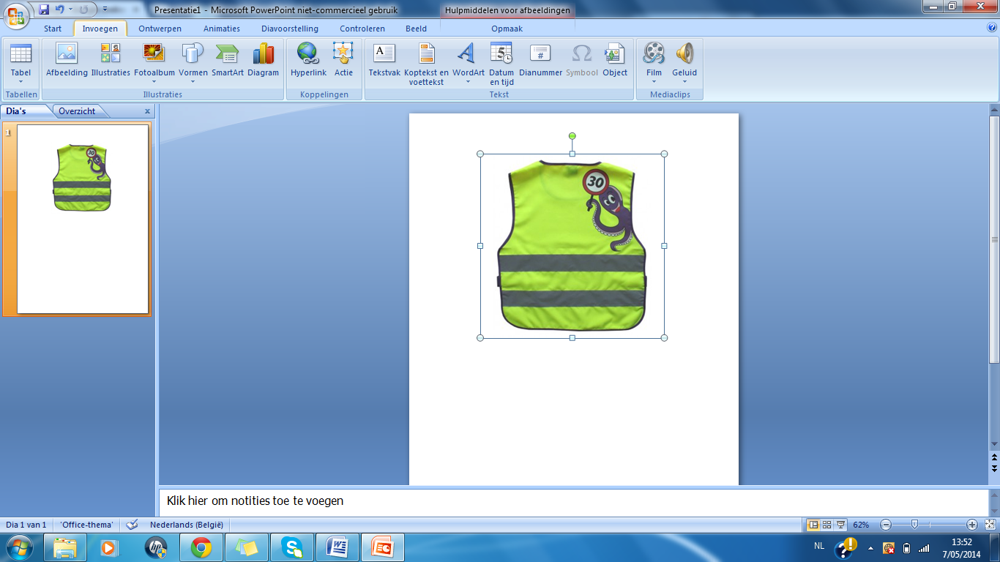 Presentatie1 - Microsoft PowerPoint niet-commercieel gebruik
Hulpmiddelen voor afbeeldingen
Start Invoegen Ontwerpen Animaties Diavoorstelling Controleren Beeld Opmaak
Tabel Afbeelding Illustraties Fotoalbum Vormen SmartArt Diagram Hyperlink Actie Tekstvak Koptekst en voettekst WordArt Datum en tijd Dianummer Symbool Object Film Geluid
Tabellen Illustraties Koppelingen Tekst Mediaclips
Dia's Overzicht x
1
30
30
Klik hier om notities toe te voegen
Dia 1 van 1 'Office-thema' Nederlands (België) 62%
NL 13:52
7/05/2014